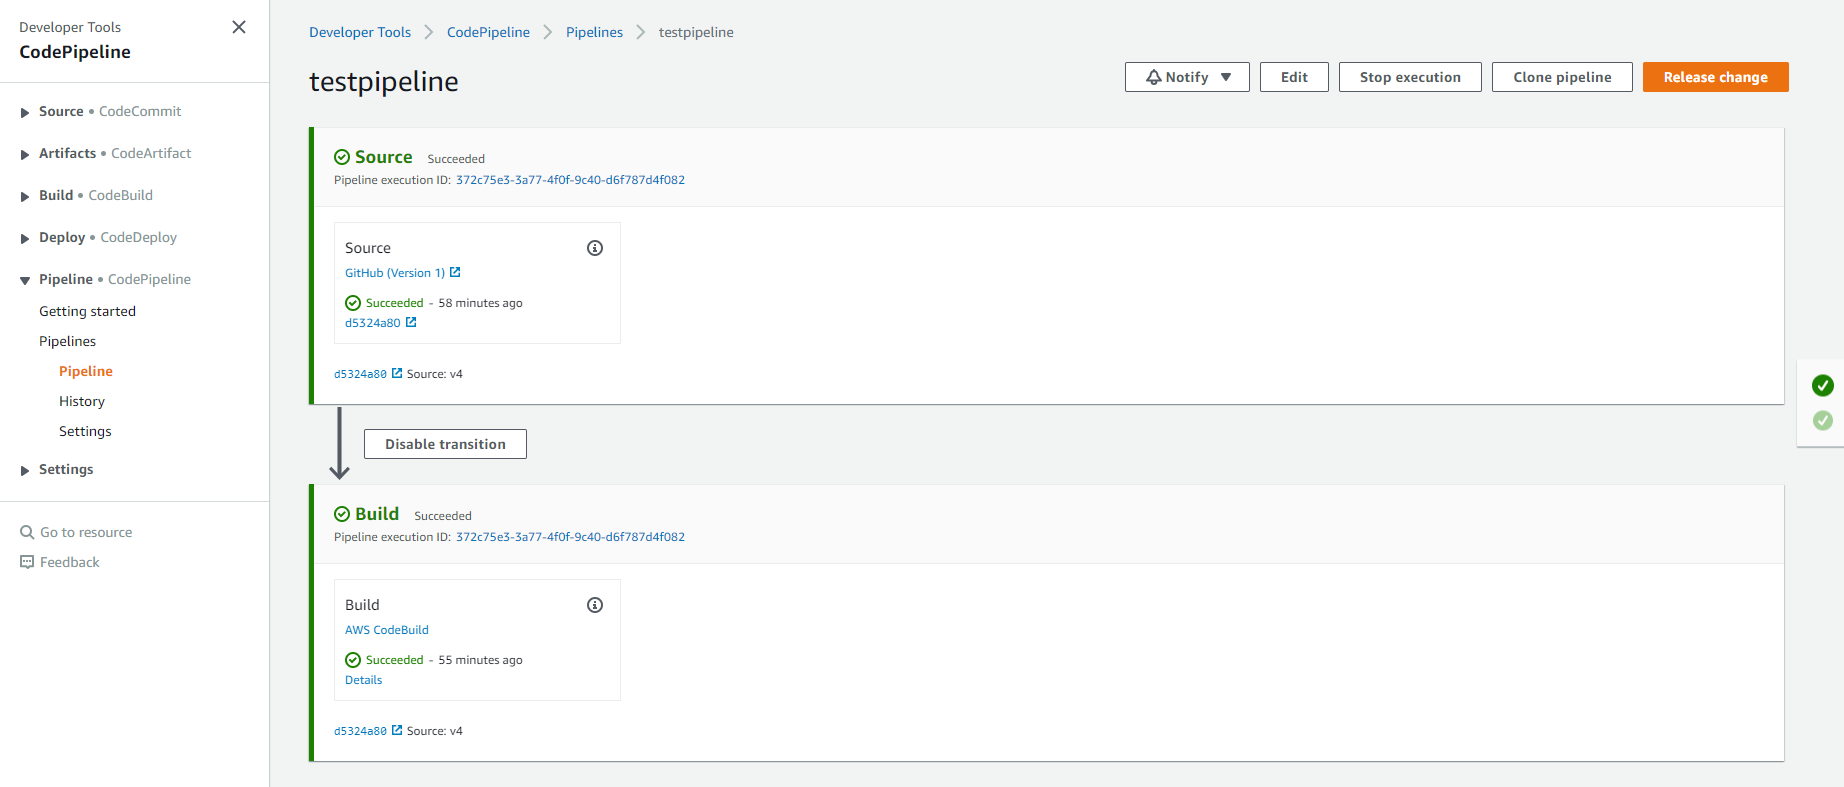 Developer Tools
CodePipeline
Source • CodeCommit
Artifacts • CodeArtifact
Build • CodeBuild
Deploy • CodeDeploy
Pipeline • CodePipeline
Getting started
Pipelines
Pipeline
History
Settings
Settings
Go to resource
Feedback
Developer Tools > CodePipeline > Pipelines > testpipeline
testpipeline
Notify
Edit
Stop execution
Clone pipeline
Release change
Source Succeeded
Pipeline execution ID: 372c75e3-3a77-4f0f-9c40-d6f787d4f082
Source
GitHub (Version 1)
Succeeded - 58 minutes ago
d5324a80
d5324a80 Source: v4
Disable transition
Build Succeeded
Pipeline execution ID: 372c75e3-3a77-4f0f-9c40-d6f787d4f082
Build
AWS CodeBuild
Succeeded - 55 minutes ago
Details
d5324a80 Source: v4